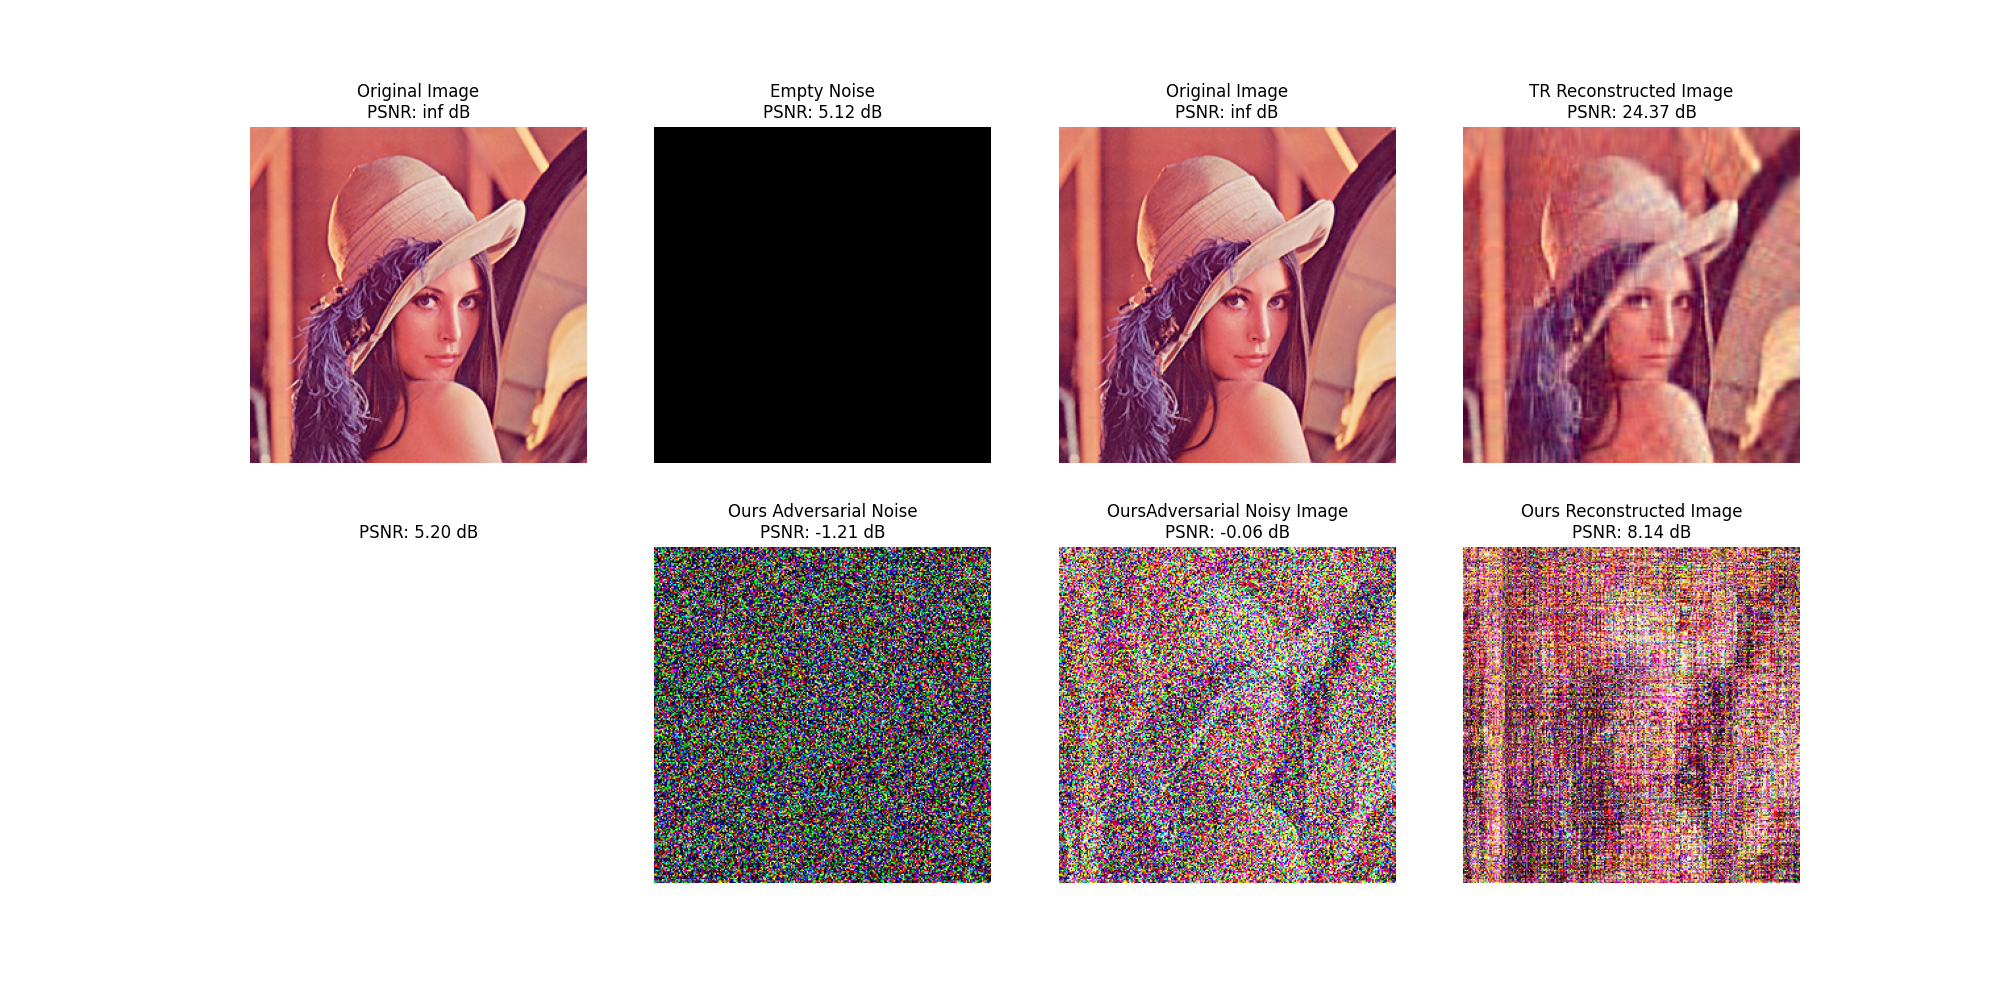 Original Image
PSNR: inf dB
Empty Noise
PSNR: 5.12 dB
Original Image
PSNR: inf dB
TR Reconstructed Image
PSNR: 24.37 dB
PSNR: 5.20 dB
Ours Adversarial Noise
PSNR: -1.21 dB
OursAdversarial Noisy Image
PSNR: -0.06 dB
Ours Reconstructed Image
PSNR: 8.14 dB